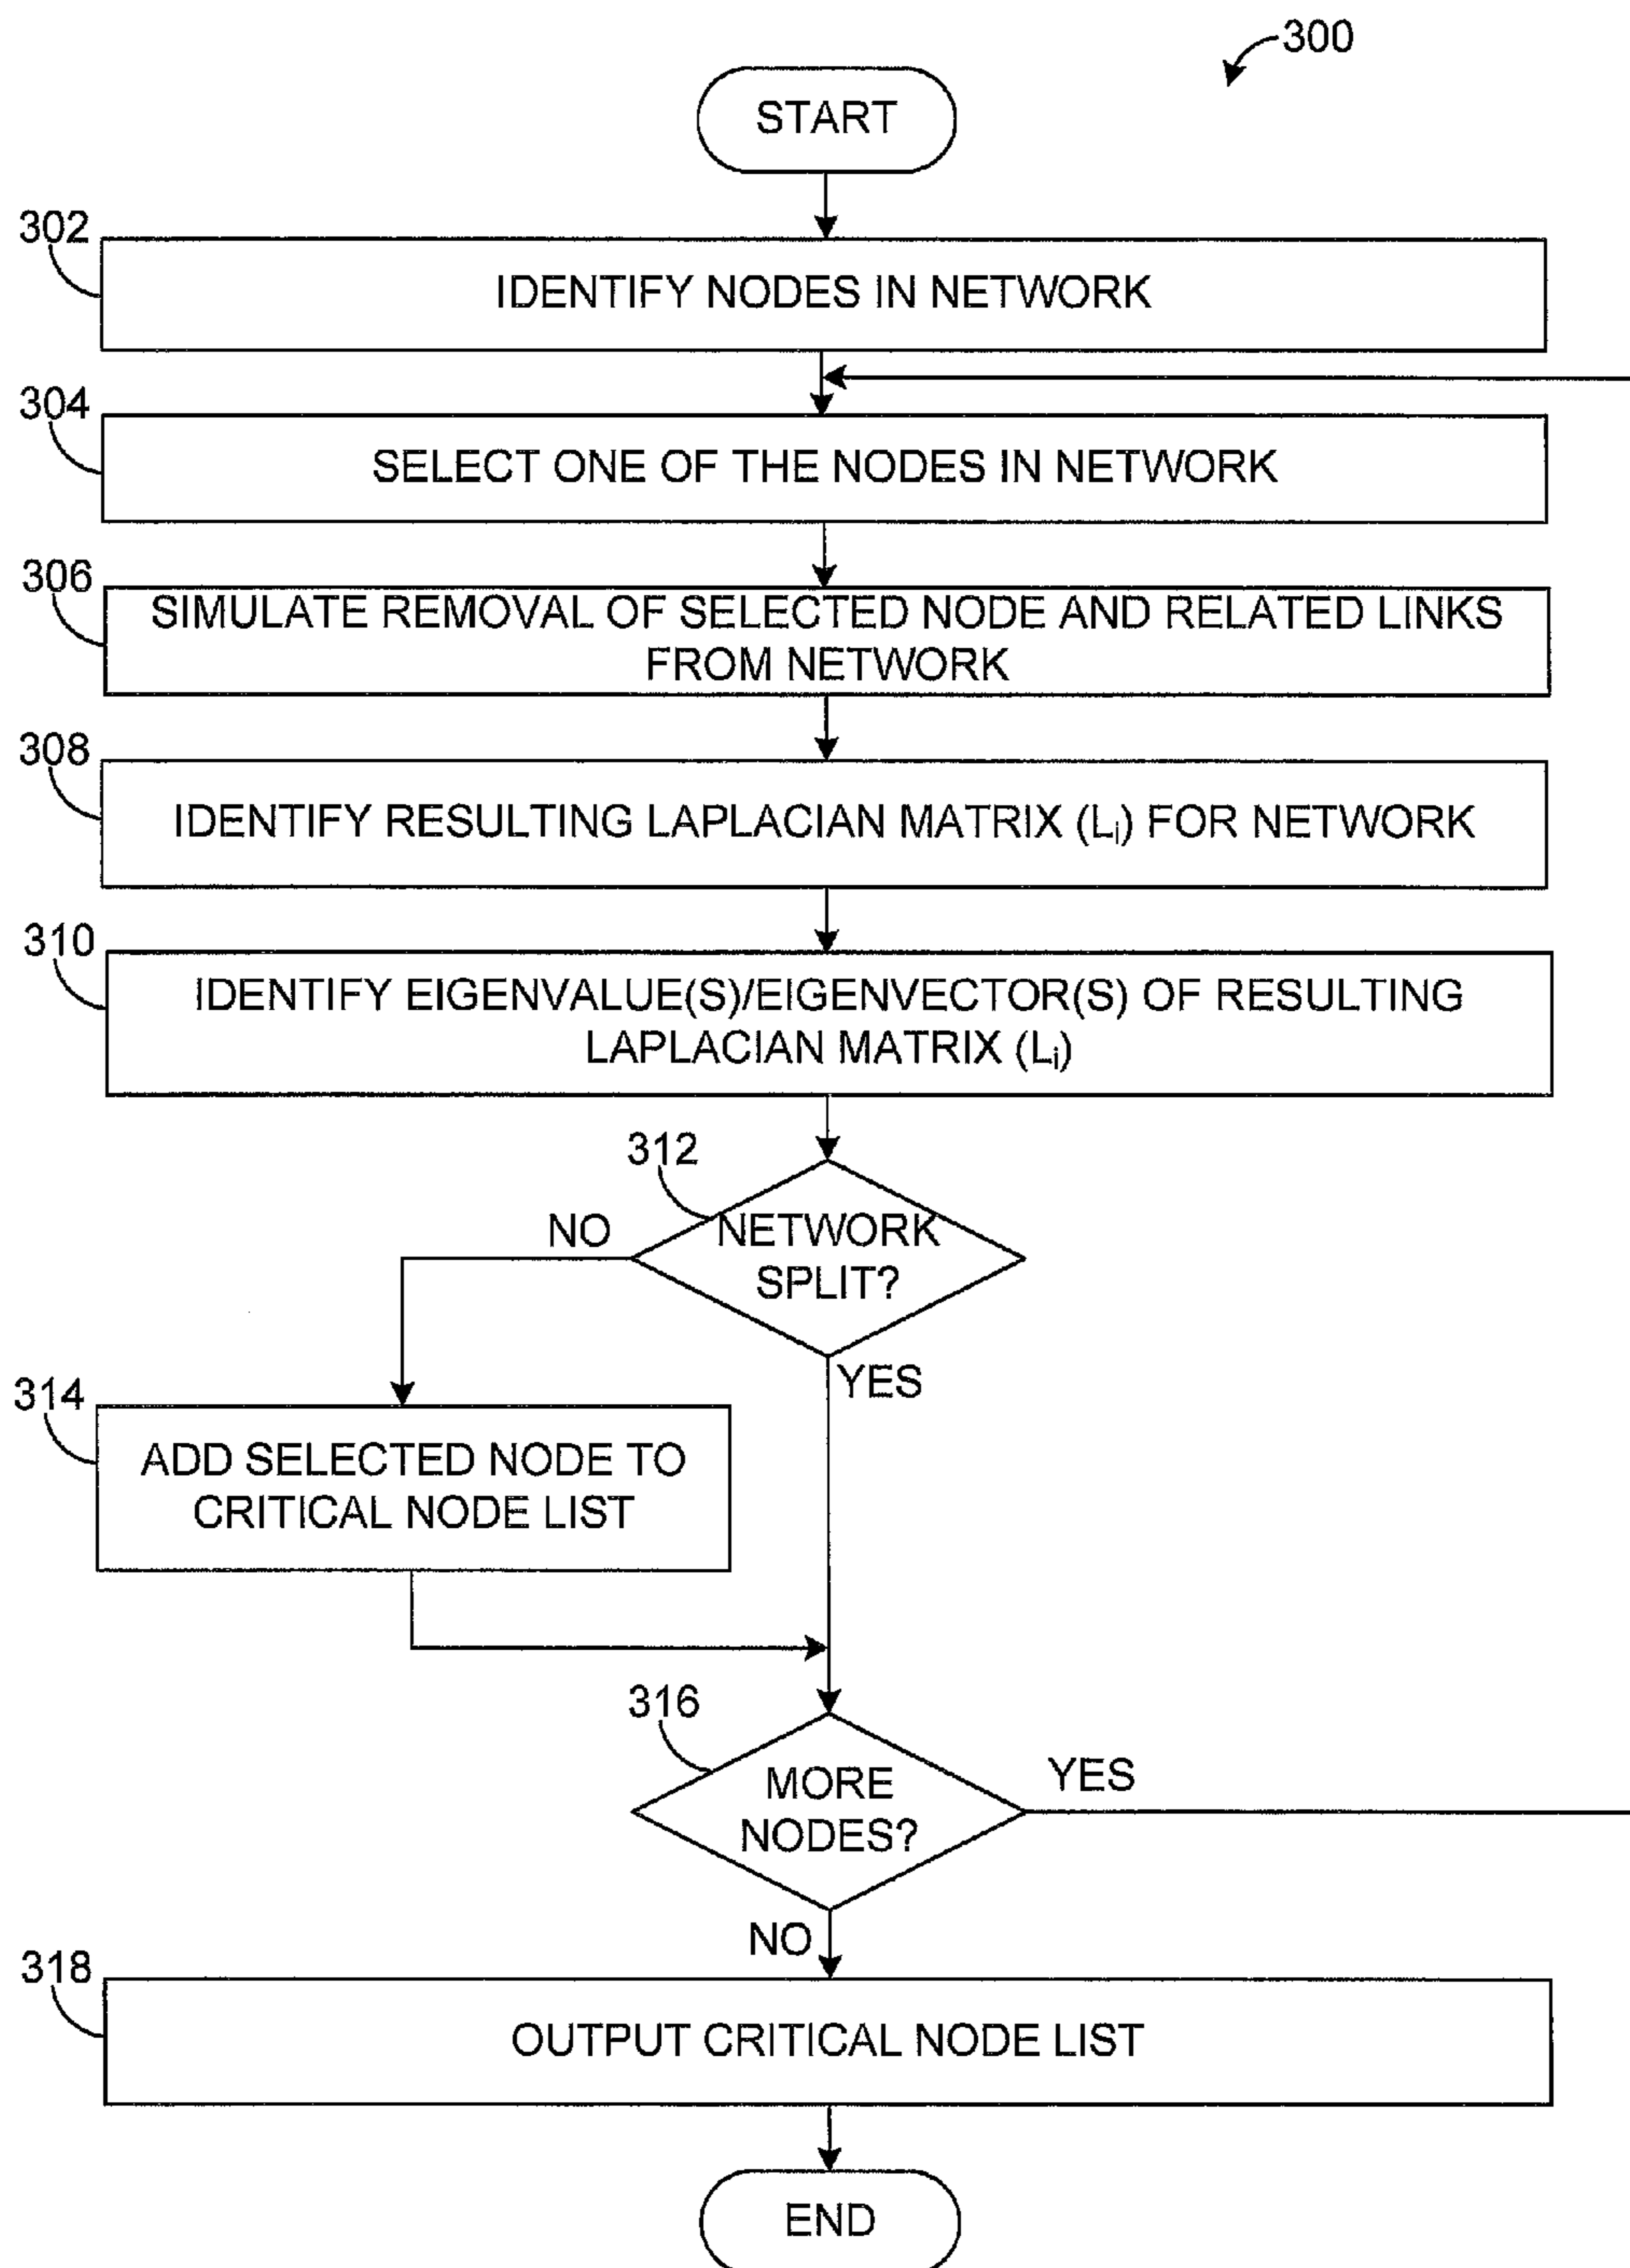 300
START
302
IDENTIFY NODES IN NETWORK
304
SELECT ONE OF THE NODES IN NETWORK
306
SIMULATE REMOVAL OF SELECTED NODE AND RELATED LINKS
FROM NETWORK
308
IDENTIFY RESULTING LAPLACIAN MATRIX (Li) FOR NETWORK
310
IDENTIFY EIGENVALUE(S)/EIGENVECTOR(S) OF RESULTING
LAPLACIAN MATRIX (Li)
312
NO
NETWORK
SPLIT?
YES
314
ADD SELECTED NODE TO
CRITICAL NODE LIST
316
MORE
NODES?
YES
NO
318
OUTPUT CRITICAL NODE LIST
END